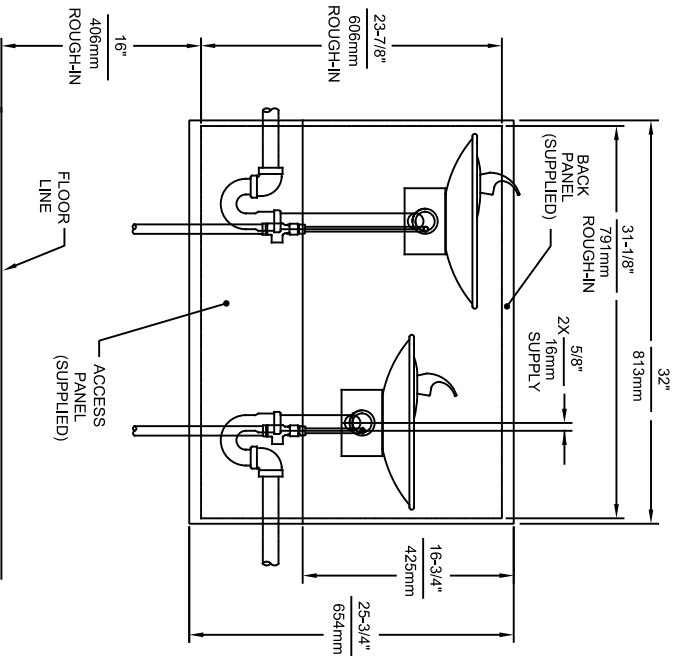 32"
813mm
31-1/8"
791mm
ROUGH-IN
BACK
PANEL
(SUPPLIED)
5/8"
2X 16mm
SUPPLY
23-7/8"
606mm
ROUGH-IN
16"
406mm
ROUGH-IN
16-3/4"
425mm
25-3/4"
654mm
FLOOR
LINE
ACCESS
PANEL
(SUPPLIED)